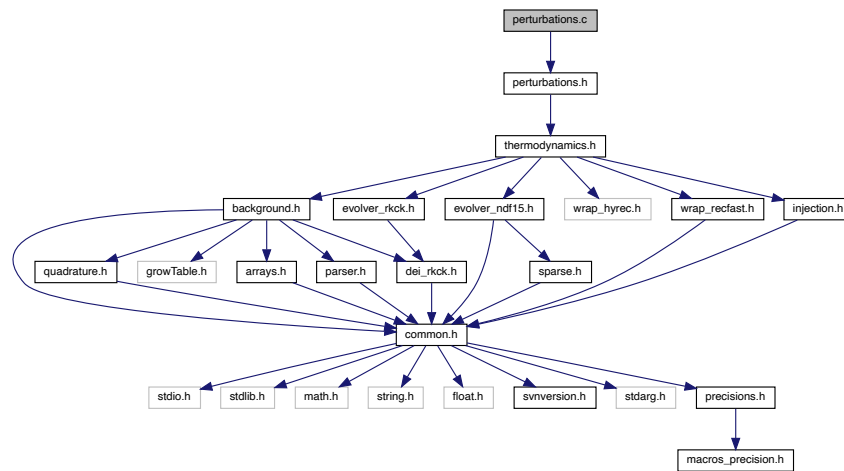 perturbations.c
perturbations.h
thermodynamics.h
background.h
evolver_rkck.h
evolver_ndf15.h
wrap_hyrec.h
wrap_recfast.h
injection.h
quadrature.h
growTable.h
arrays.h
parser.h
dei_rkck.h
sparse.h
common.h
stdio.h
stdlib.h
math.h
string.h
float.h
svnversion.h
stdarg.h
precisions.h
macros_precision.h